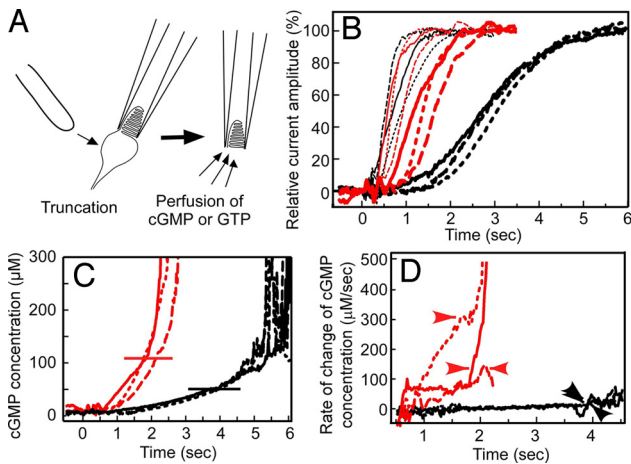 A
Truncation
Perfusion of
cGMP or GTP
B
Relative current amplitude (%)
100
80
60
40
20
0
0 1 2 3 4 5 6
Time (sec)
C
cGMP concentration (µM)
300
200
100
0
0 1 2 3 4 5 6
Time (sec)
D
Rate of change of cGMP
concentration (µM/sec)
500
400
300
200
100
0
1 2 3 4
Time (sec)